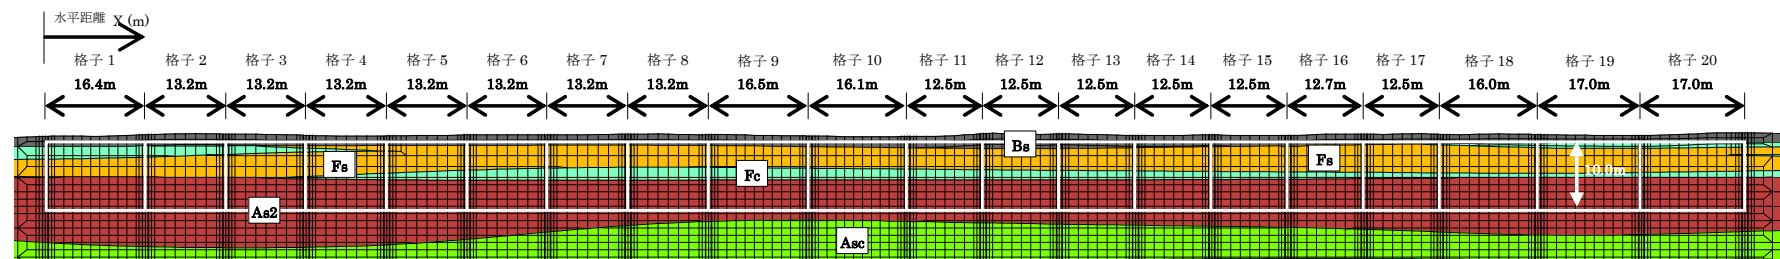 水平距離 X (m)
格子 1 格子 2 格子 3 格子 4 格子 5 格子 6 格子 7 格子 8 格子 9 格子 10 格子 11 格子 12 格子 13 格子 14 格子 15 格子 16 格子 17 格子 18 格子 19 格子 20
16.4m 13.2m 13.2m 13.2m 13.2m 13.2m 13.2m 13.2m 16.5m 16.1m 12.5m 12.5m 12.5m 12.5m 12.5m 12.7m 12.5m 16.0m 17.0m 17.0m
Bs
Fs Fs
Fc 10.0m
As2
Asc